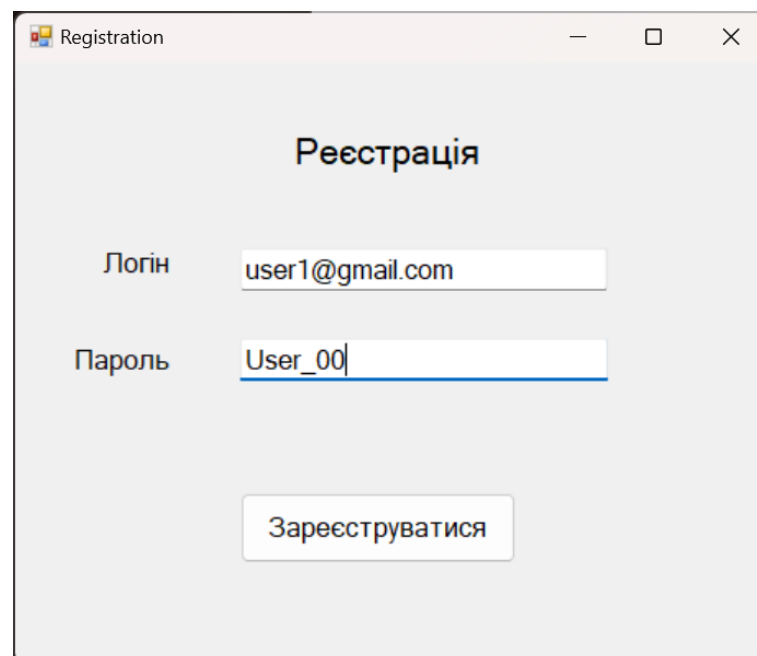 Registration
Реєстрація
Логін
user1@gmail.com
Пароль
User_00
Зареєструватися